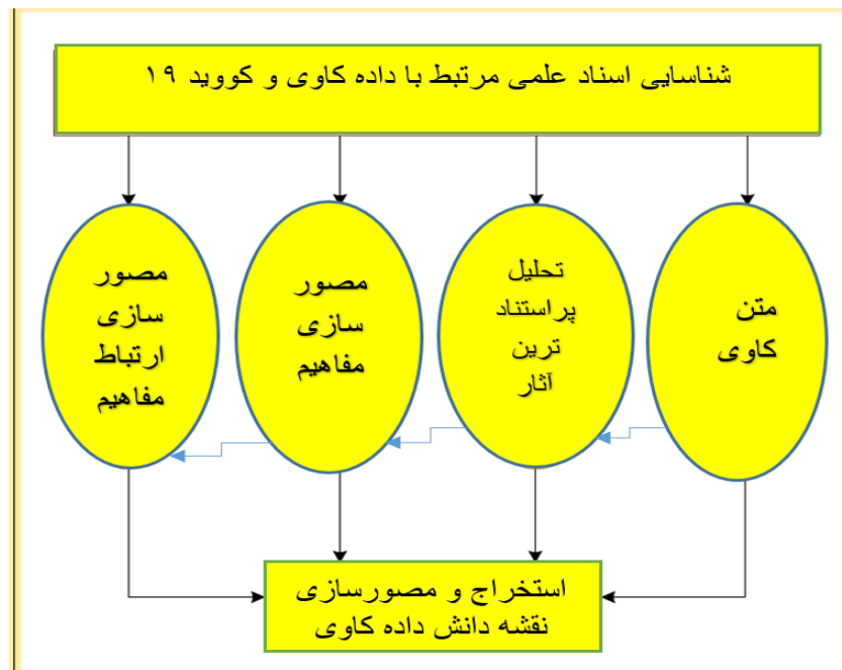 شناسایی اسناد علمی مرتبط با داده کاوی و کووید ۱۹
متن
کاوی
تحلیل
پراستناد
ترین
آثار
مصور
سازی
مفاهیم
مصور
سازی
ارتباط
مفاهیم
استخراج و مصورسازی
نقشه دانش داده کاوی